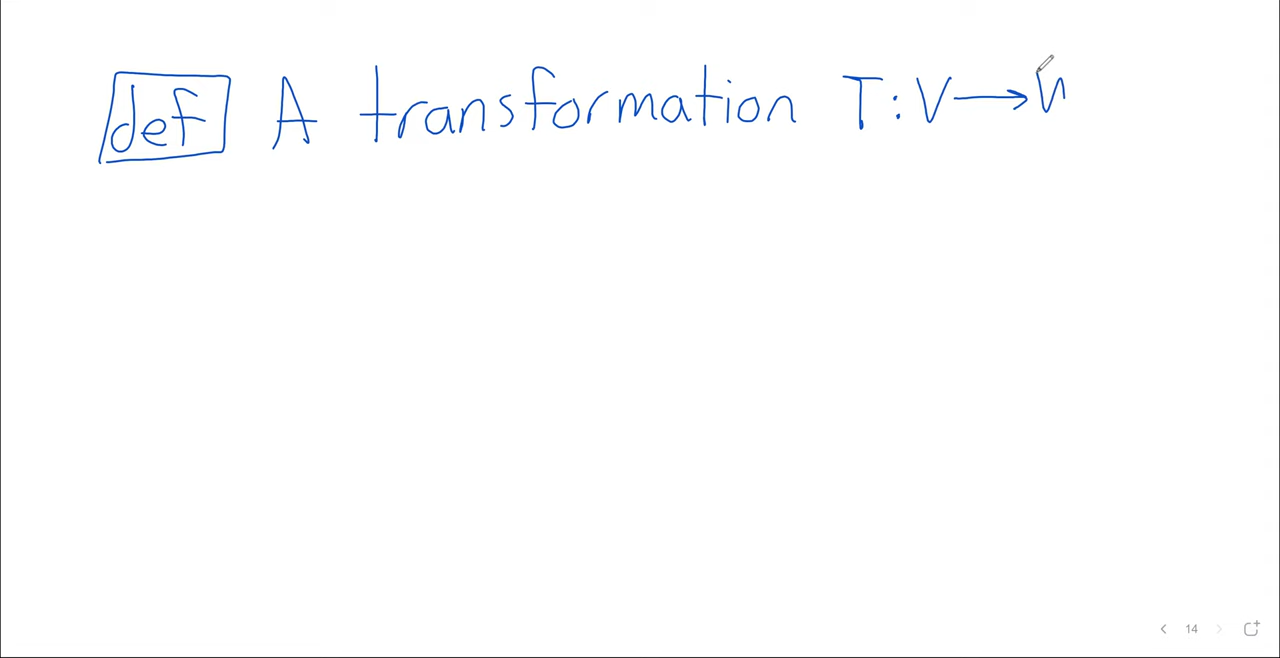 def A transformation T: V →
14